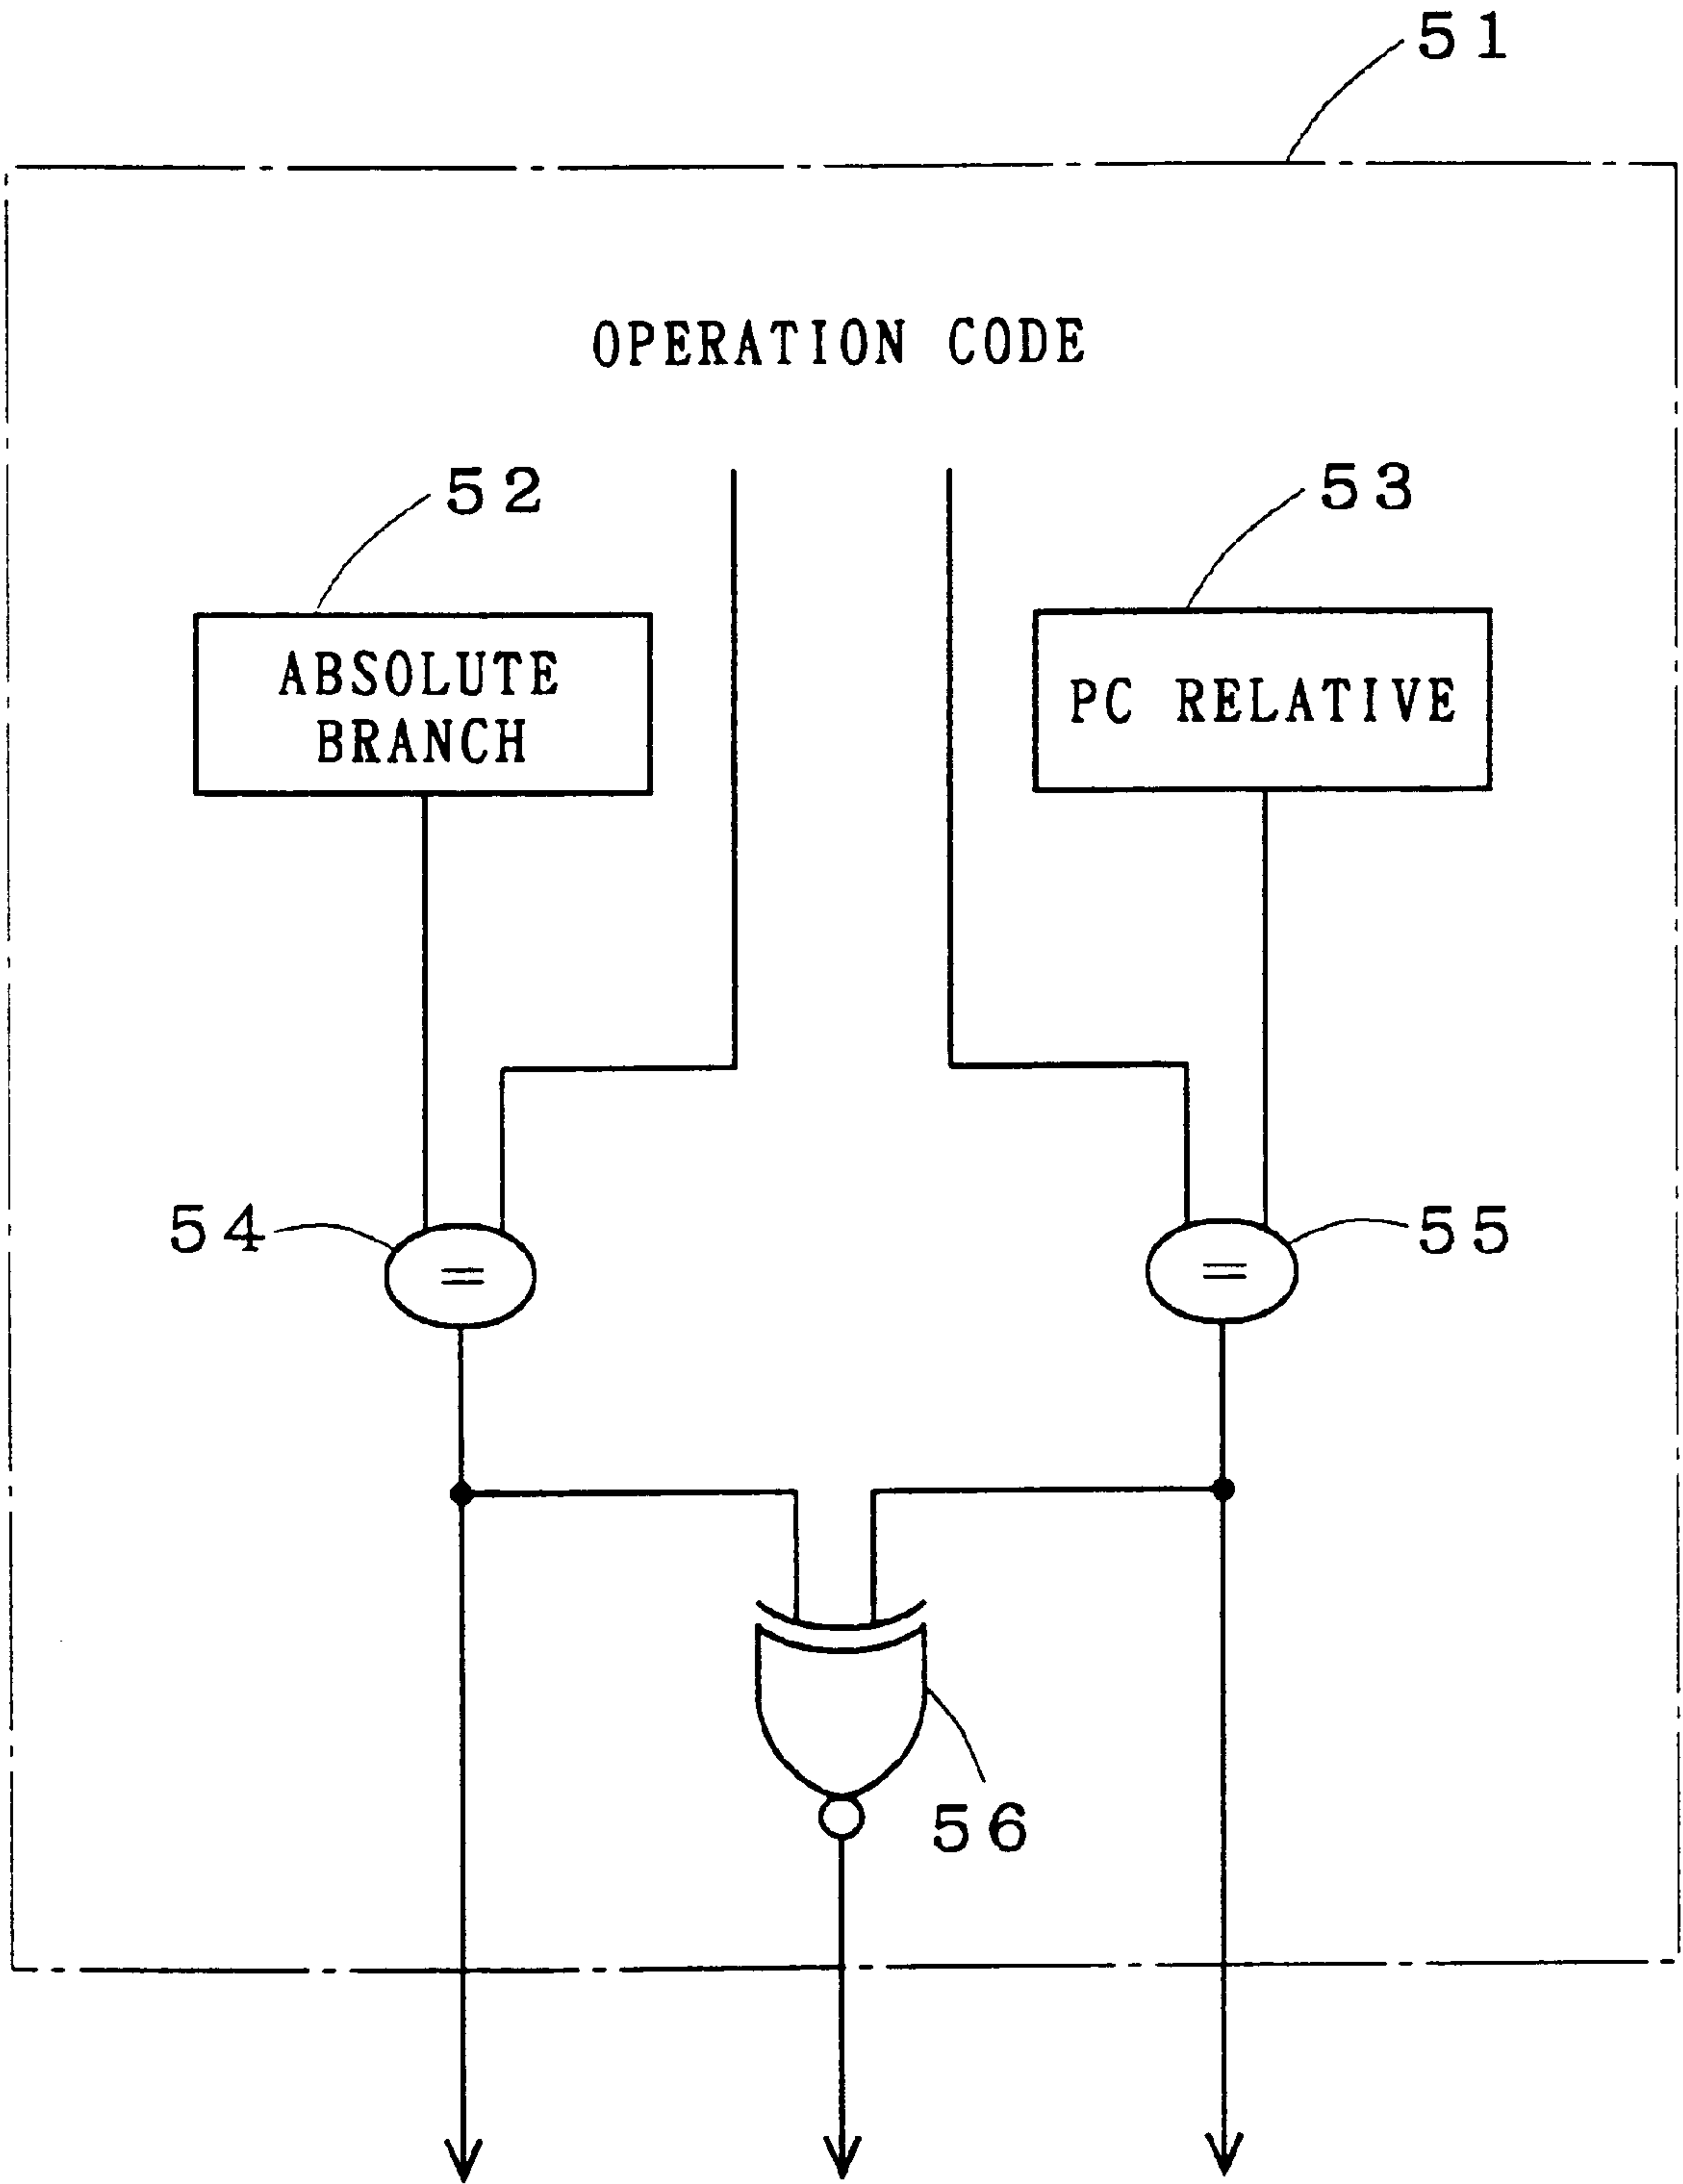 51
OPERATION CODE
52
53
ABSOLUTE
BRANCH
PC RELATIVE
54
=
=
55
56